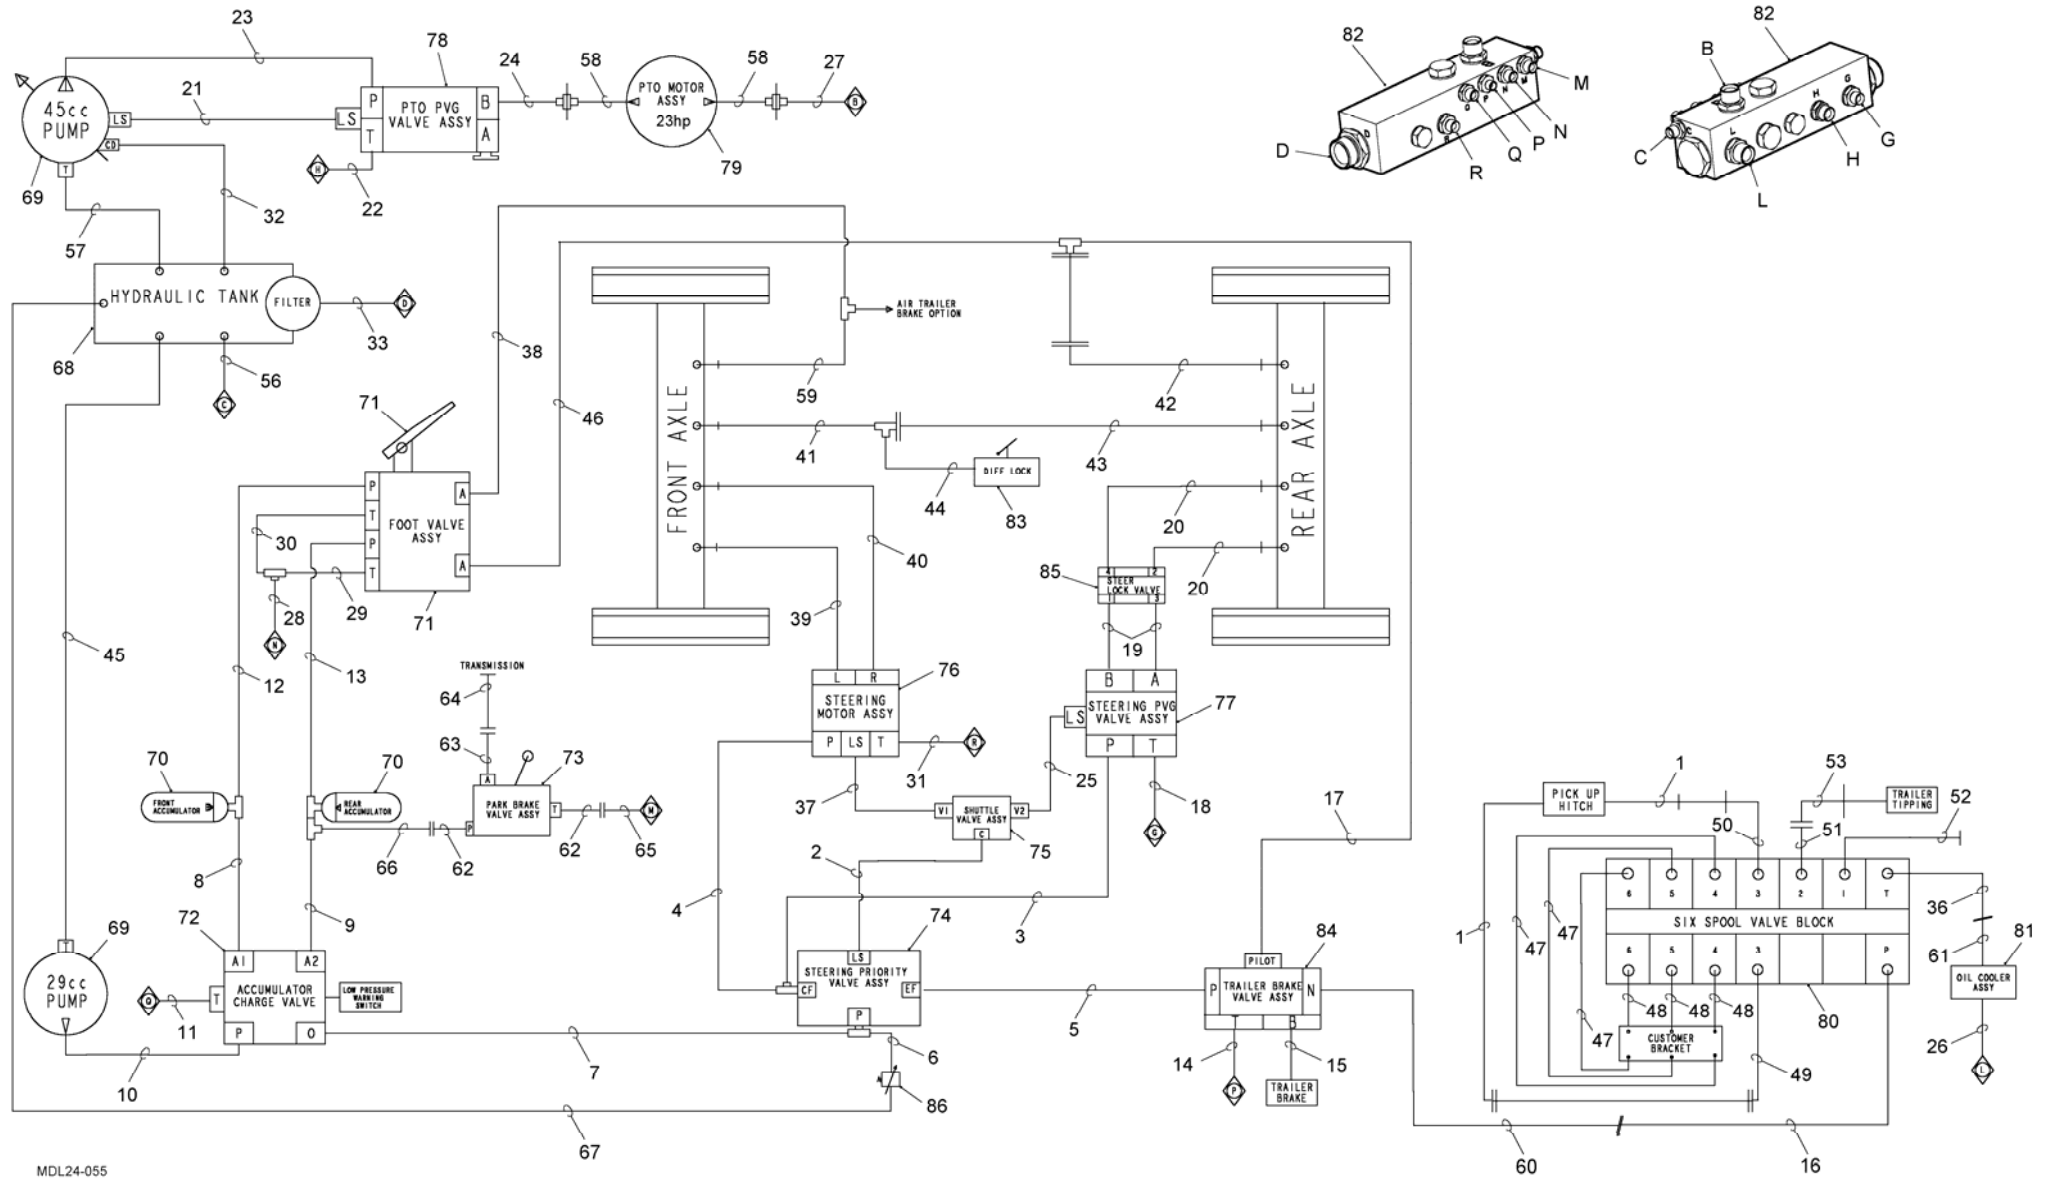 23
78
82
82
21
24
58
58
27
B
M
P
B
PTO MOTOR
ASSY
23hp
B
LS
LS
PTO PVG
VALVE ASSY
45cc
PUMP
T
A
CD
T
H
69
22
79
32
57
D
R
Q
P
N
M
D
R
Q
P
N
C
L
H
G
C
L
H
G
HYDRAULIC TANK
FILTER
D
33
68
56
C
AIR TRAILER
BRAKE OPTION
38
59
46
42
71
FRONT AXLE
41
44
DIFF LOCK
83
43
REAR AXLE
P
T
P
T
FOOT VALVE
ASSY
A
A
71
30
29
28
N
40
39
20
20
85
4
2
STEER
LOCK VALVE
1
3
19
45
12
13
TRANSMISSION
64
63
A
73
PARK BRAKE
VALVE ASSY
P
T
62
62
65
M
66
70
FRONT
ACCUMULATOR
70
REAR
ACCUMULATOR
L
R
76
STEERING
MOTOR ASSY
P
LS
T
31
R
B
A
77
LS
STEERING PVG
VALVE ASSY
P
T
25
18
G
37
V1
SHUTTLE
VALVE ASSY
V2
C
75
2
4
3
17
8
9
72
69
T
29cc
PUMP
A1
A2
ACCUMULATOR
CHARGE VALVE
T
P
O
LOW PRESSURE
WARNING
SWITCH
Q
11
10
7
74
LS
STEERING PRIORITY
VALVE ASSY
CF
EF
P
6
86
67
5
84
PILOT
P
TRAILER BRAKE
VALVE ASSY
N
T
B
14
15
P
TRAILER
BRAKE
PICK UP
HITCH
1
50
53
51
TRAILER
TIPPING
52
6
5
4
3
2
1
T
SIX SPOOL VALVE BLOCK
6
5
4
3
P
1
47
47
47
48
48
48
80
CUSTOMER
BRACKET
49
36
61
81
OIL COOLER
ASSY
26
L
60
16
MDL24-055